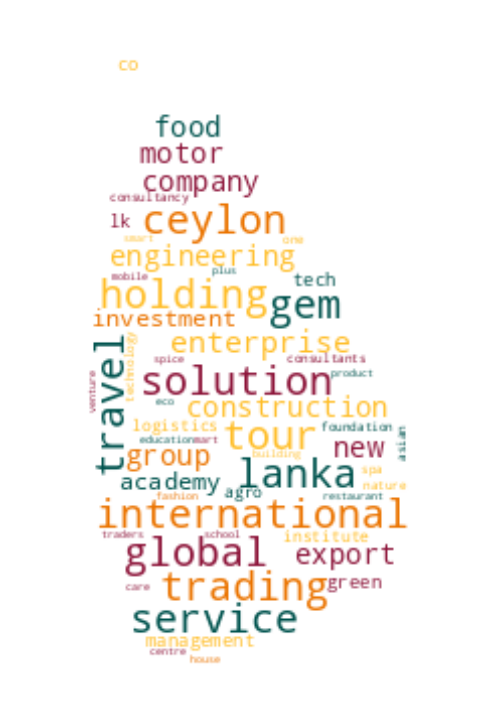 co
food
motor
company
consultancy
lk ceylon
smart one
engineering
mobile plus
tech
holding gem
investment
enterprise
travel technology
spice consultants
venture solution product
eco construction
logistics tour foundation
education mart new asian
group building
lanka spa
academy agro nature
fashion restaurant
international
traders school institute
global export
care trading green
service
management
centre
house